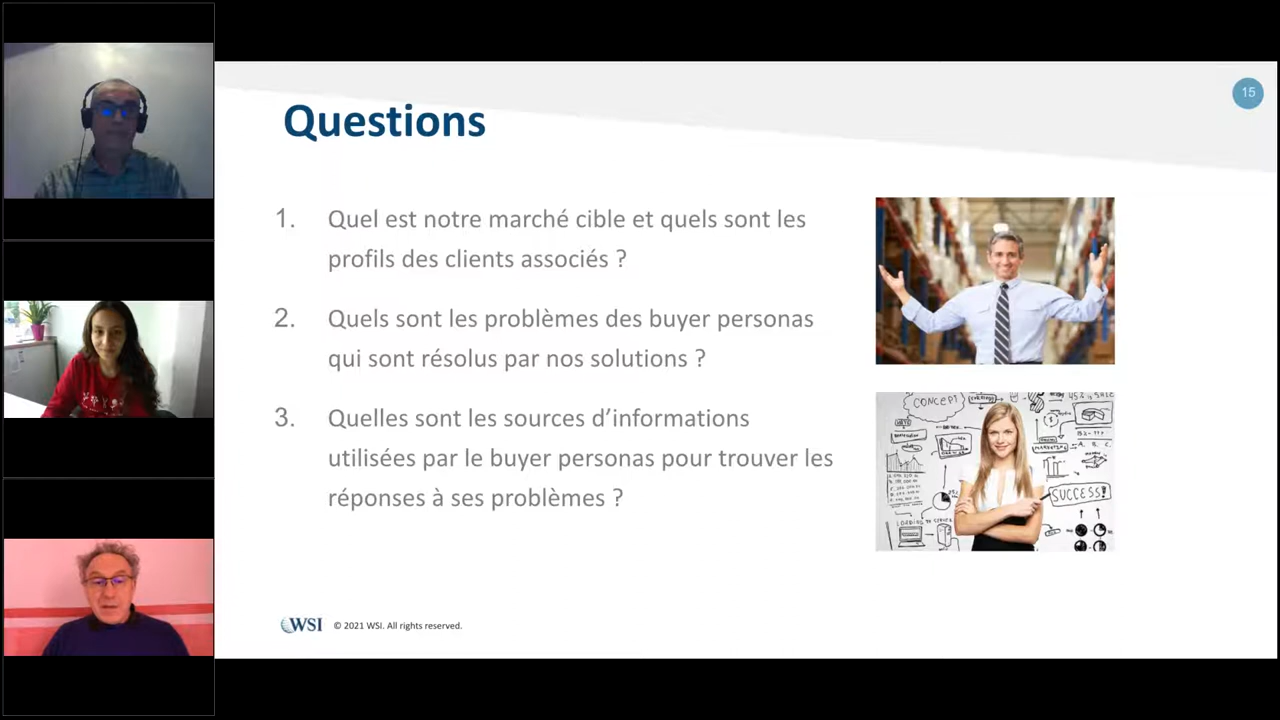 15
Questions
1. Quel est notre marché cible et quels sont les
profils des clients associés ?
2. Quels sont les problèmes des buyer personas
qui sont résolus par nos solutions ?
3. Quelles sont les sources d’informations
utilisées par le buyer personas pour trouver les
réponses à ses problèmes ?
CONCEPT
SUCCESS!
WSI © 2021 WSI. All rights reserved.